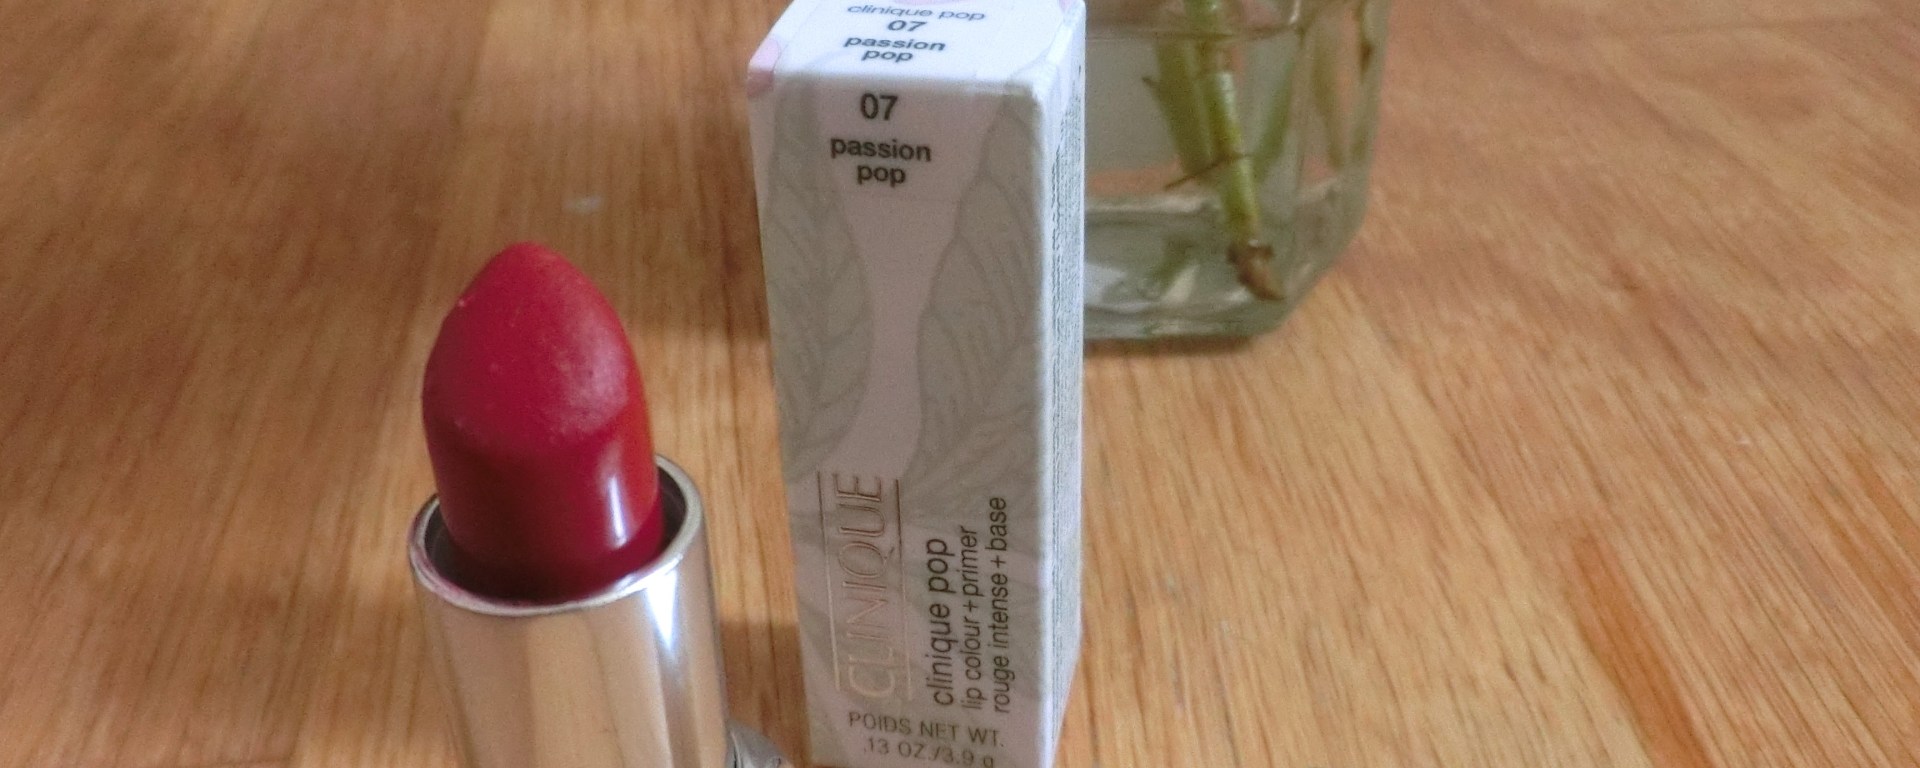 clinique pop
07
passion
pop
07
passion
pop
CLINIQUE
clinique pop
lip colour+primer
rouge intense+base
POIDS NET WT.
.13 OZ./3.9 g